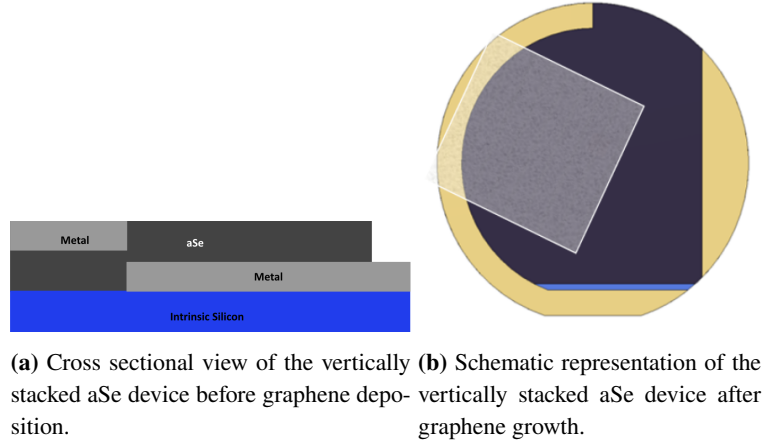 Metal
aSe
Metal
Intrinsic Silicon
(a) Cross sectional view of the vertically
stacked aSe device before graphene depo-
sition.
(b) Schematic representation of the
vertically stacked aSe device after
graphene growth.